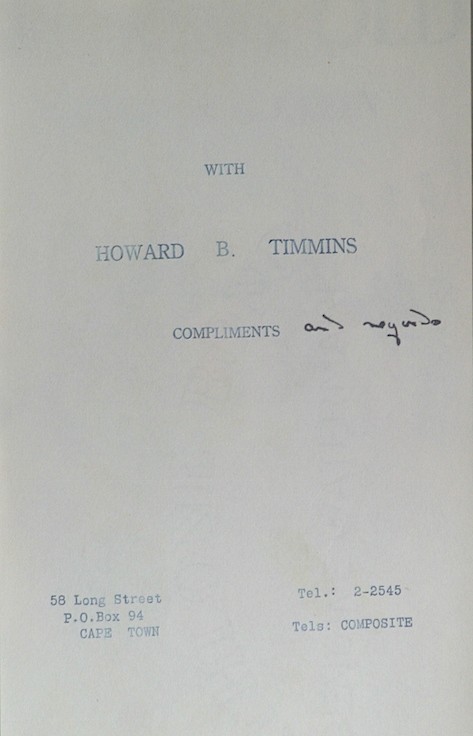 WITH
HOWARD B. TIMMINS
COMPLIMENTS and regards
58 Long Street
P.O.Box 94
CAPE TOWN
Tel.: 2-2545
Tels: COMPOSITE